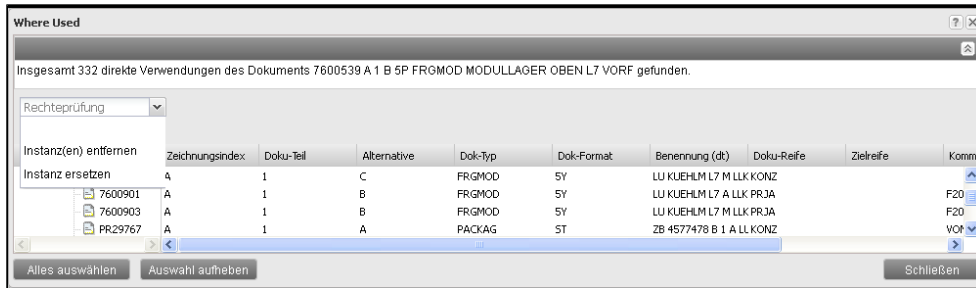 Where Used
Insgesamt 332 direkte Verwendungen des Dokuments 7600539 A 1 B 5P FRGMOD MODULLAGER OBEN L7 VORF gefunden.
Rechteprüfung
Instanz(en) entfernen
Instanz ersetzen
Zeichnungsindex Doku-Teil Alternative Dok-Typ Dok-Format Benennung (dt) Doku-Reife Zielreife Komm
A 1 C FRGMOD 5Y LU KUEHLM L7 M LLK KONZ
7600901 A 1 B FRGMOD 5Y LU KUEHLM L7 A LLK PRJA F20
7600903 A 1 B FRGMOD 5Y LU KUEHLM L7 M LLK PRJA F20
PR29767 A 1 A PACKAG ST ZB 4577478 B 1 A LL KONZ
Alles auswählen Auswahl aufheben Schließen